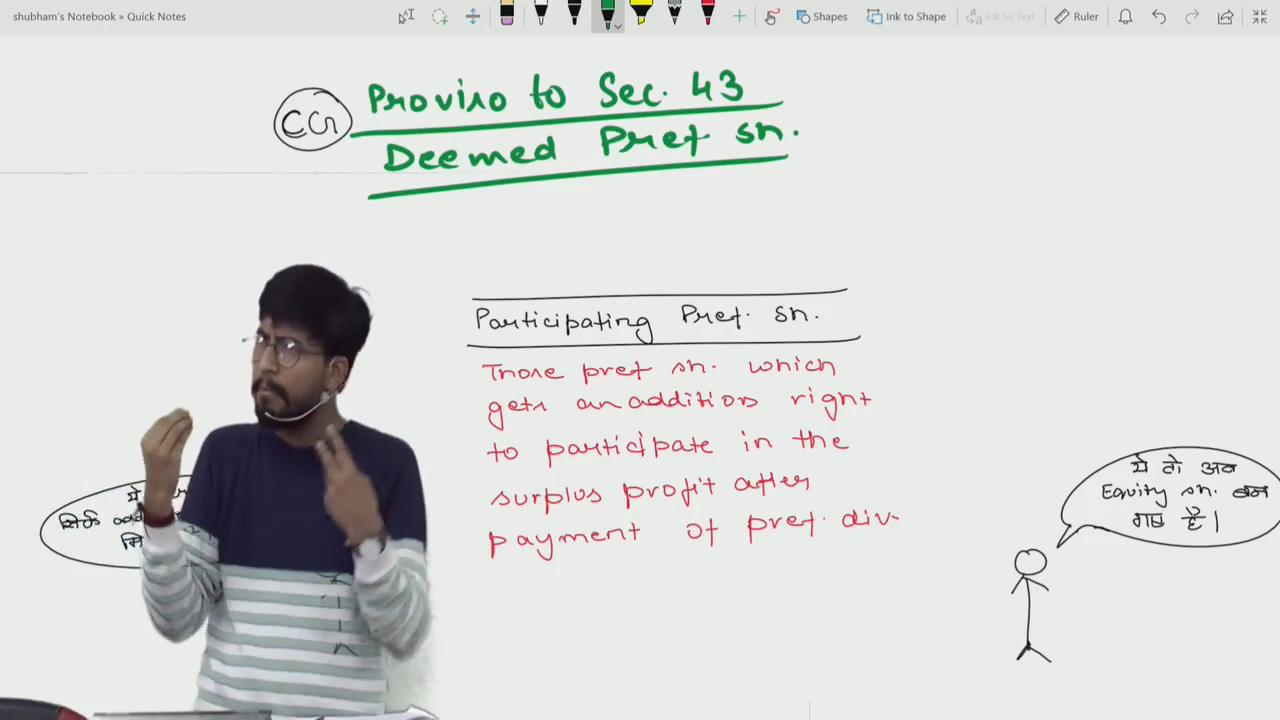 shubham's Notebook » Quick Notes
Shapes
Ink to Shape
Ink to Text
Ruler
CG
Proviso to Sec. 43
Deemed Pref sh.
Participating Pref. sh.
Those pref sh. which
gets an addition right
to participate in the
surplus profit after
payment of pref. div.
ये
सिर्फ
ये तो अब
Equity sh. बन
गए है।